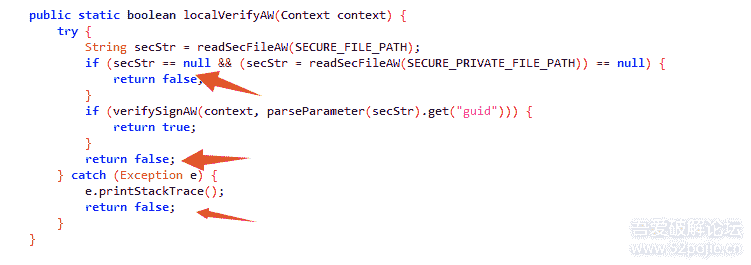 public static boolean localVerifyAW(Context context) {
    try {
        String secStr = readSecFileAW(SECURE_FILE_PATH);
        if (secStr == null && (secStr = readSecFileAW(SECURE_PRIVATE_FILE_PATH)) == null) {
            return false;
        }
        if (verifySignAW(context, parseParameter(secStr).get("guid"))) {
            return true;
        }
        return false;
    } catch (Exception e) {
        e.printStackTrace();
        return false;
    }
}
吾爱破解论坛
www.52pojie.cn